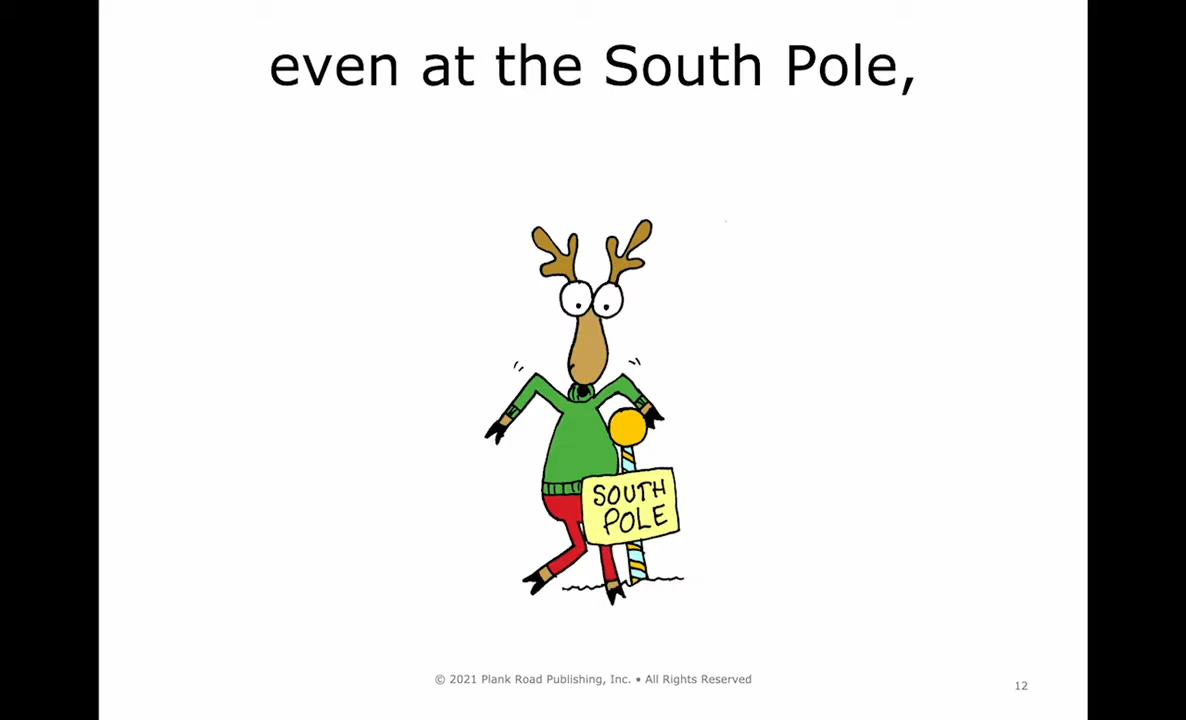 even at the South Pole,
SOUTH
POLE
© 2021 Plank Road Publishing, Inc. • All Rights Reserved
12